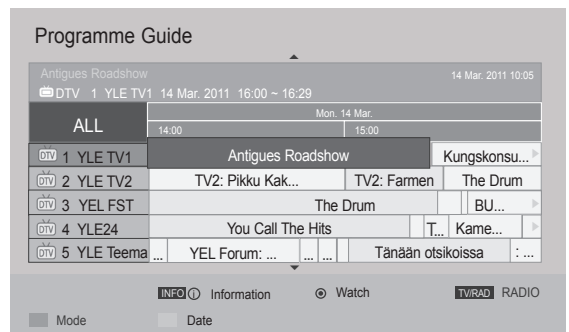 Programme Guide
Antigues Roadshow 14 Mar. 2011 10:05
DTV 1 YLE TV1 14 Mar. 2011 16:00 ~ 16:29
ALL
Mon. 14 Mar.
14:00 15:00
DTV 1 YLE TV1 Antigues Roadshow Kungskonsu...
DTV 2 YLE TV2 TV2: Pikku Kak... TV2: Farmen The Drum
DTV 3 YEL FST The Drum BU...
DTV 4 YLE24 You Call The Hits T... Kame...
DTV 5 YLE Teema ... YEL Forum: ... ... ... Tänään otsikoissa : ...
INFO i Information Watch TV/RAD RADIO
Mode Date